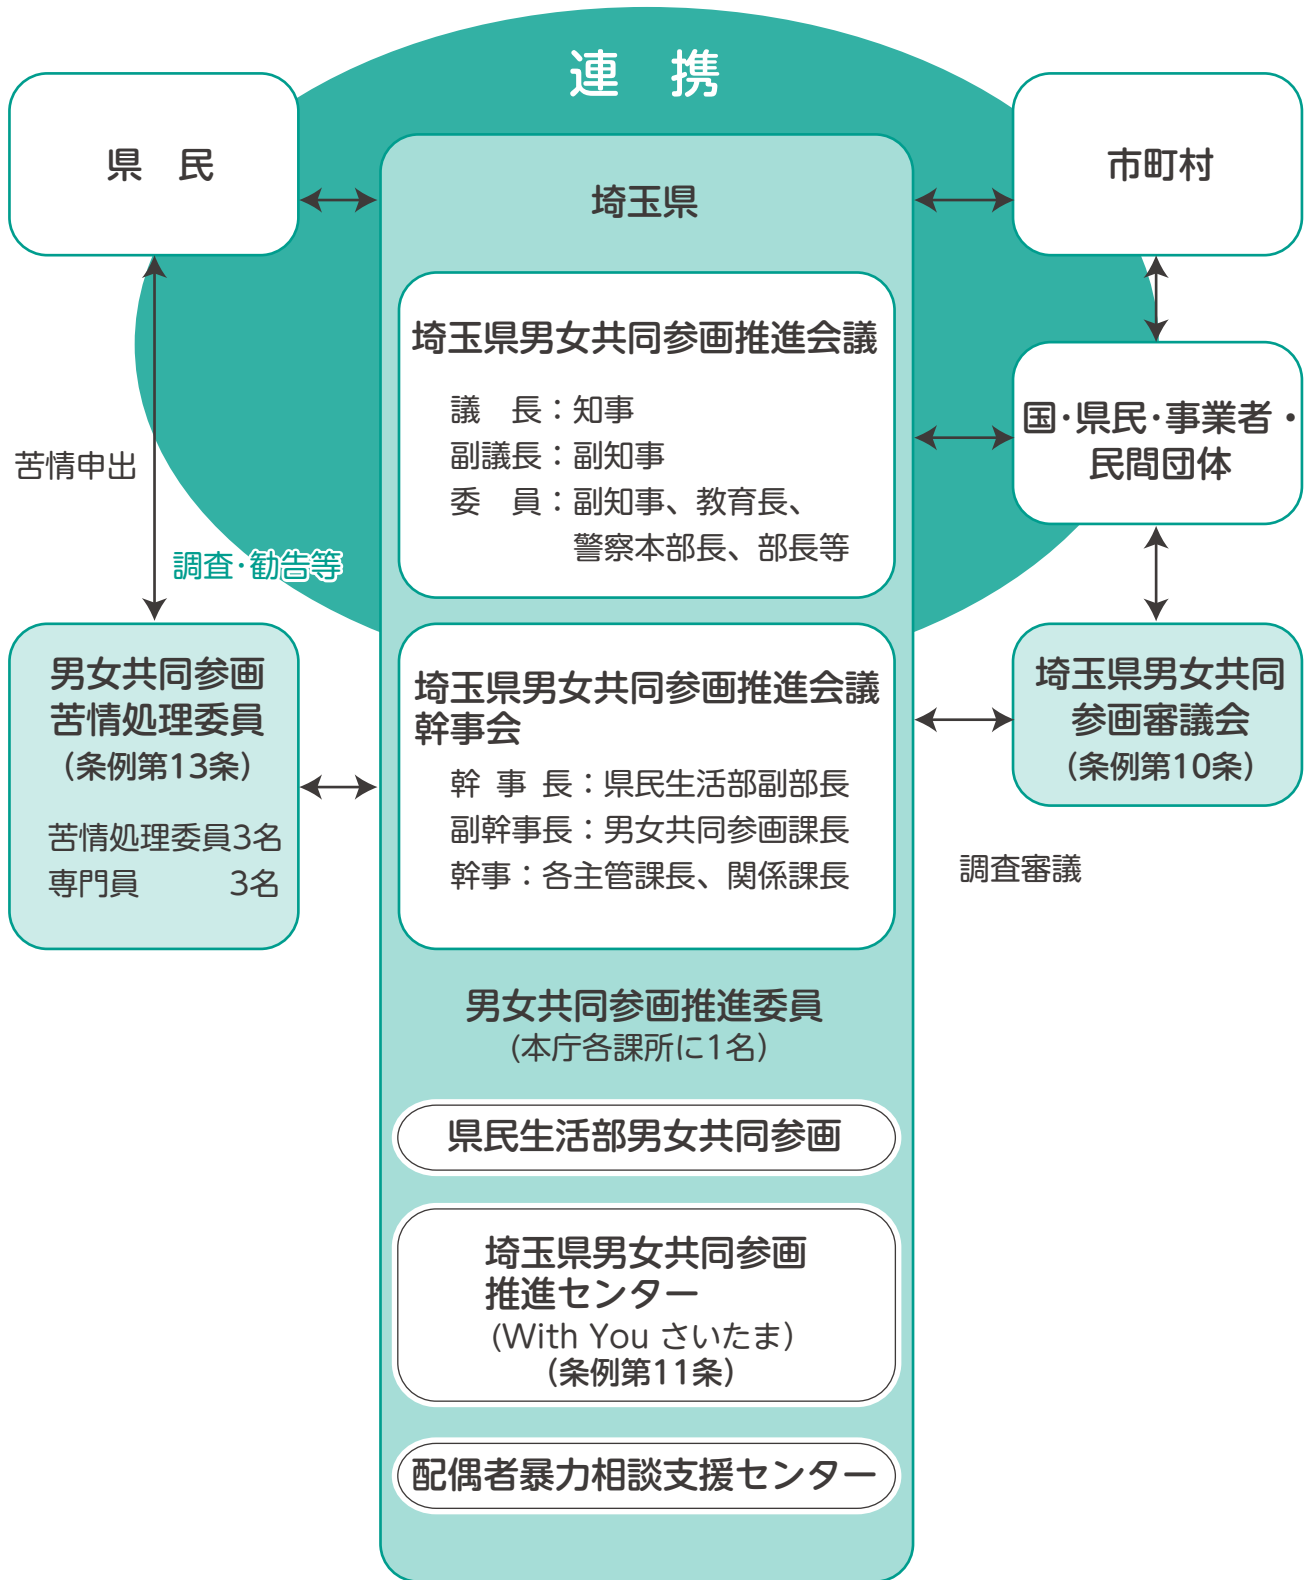 連　携
県　民
埼玉県
市町村
埼玉県男女共同参画推進会議
議　長：知事
副議長：副知事
委　員：副知事、教育長、
警察本部長、部長等
国・県民・事業者・
民間団体
苦情申出
調査・勧告等
男女共同参画
苦情処理委員
（条例第13条）
苦情処理委員3名
専門員　　　3名
埼玉県男女共同参画推進会議
幹事会
幹 事 長：県民生活部副部長
副幹事長：男女共同参画課長
幹事：各主管課長、関係課長
埼玉県男女共同
参画審議会
（条例第10条）
調査審議
男女共同参画推進委員
（本庁各課所に1名）
県民生活部男女共同参画
埼玉県男女共同参画
推進センター
（With You さいたま）
（条例第11条）
配偶者暴力相談支援センター